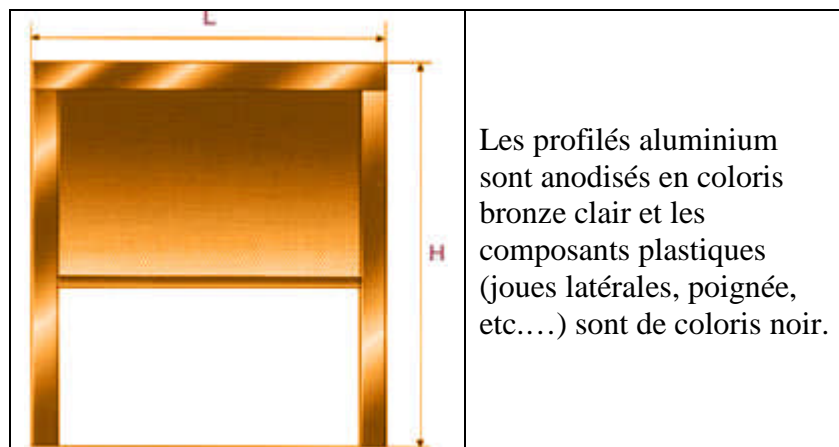 L
H
Les profilés aluminium
sont anodisés en coloris
bronze clair et les
composants plastiques
(joues latérales, poignée,
etc.…) sont de coloris noir.